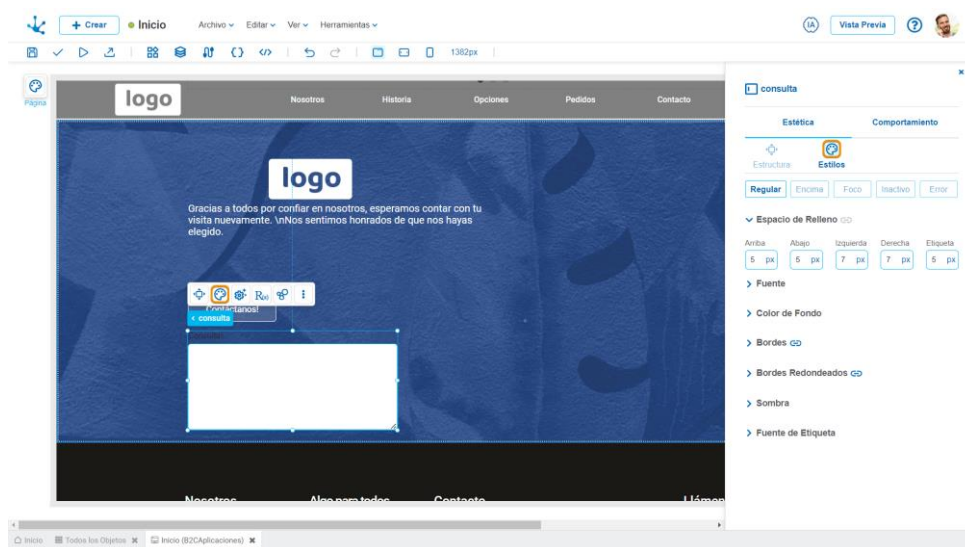 + Crear
Inicio
Archivo
Editar
Ver
Herramientas
IA
Vista Previa
?
1382px
Página
logo
Nosotros
Historia
Opciones
Pedidos
Contacto
logo
Gracias a todos por confiar en nosotros, esperamos contar con tu
visita nuevamente. \nNos sentimos honrados de que nos hayas
elegido.
Contáctanos!
consulta
Nosotros
Algo para todos
Contacto
consulta
Estética
Comportamiento
Estructura
Estilos
Regular
Encima
Foco
Inactivo
Error
Espacio de Relleno
Arriba
Abajo
Izquierda
Derecha
Etiqueta
5 px
5 px
7 px
7 px
5 px
Fuente
Color de Fondo
Bordes
Bordes Redondeados
Sombra
Fuente de Etiqueta
Inicio
Todos los Objetos
Inicio (B2CAplicaciones)